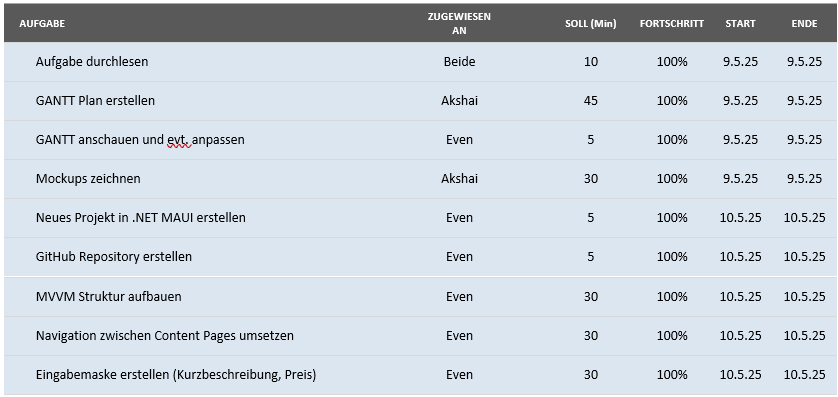 AUFGABE ZUGEWIESEN AN SOLL (Min) FORTSCHRITT START ENDE
Aufgabe durchlesen Beide 10 100% 9.5.25 9.5.25
GANTT Plan erstellen Akshai 45 100% 9.5.25 9.5.25
GANTT anschauen und evt. anpassen Even 5 100% 9.5.25 9.5.25
Mockups zeichnen Akshai 30 100% 9.5.25 9.5.25
Neues Projekt in .NET MAUI erstellen Even 5 100% 10.5.25 10.5.25
GitHub Repository erstellen Even 5 100% 10.5.25 10.5.25
MVVM Struktur aufbauen Even 30 100% 10.5.25 10.5.25
Navigation zwischen Content Pages umsetzen Even 30 100% 10.5.25 10.5.25
Eingabemaske erstellen (Kurzbeschreibung, Preis) Even 30 100% 10.5.25 10.5.25